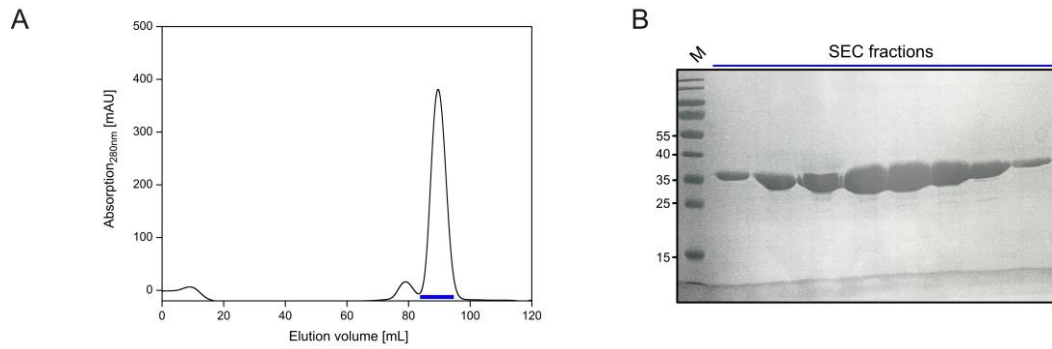 A
500
400
300
200
100
0
Absorption280nm [mAU]
0 20 40 60 80 100 120
Elution volume [mL]
B
M
SEC fractions
55
40
35
25
15